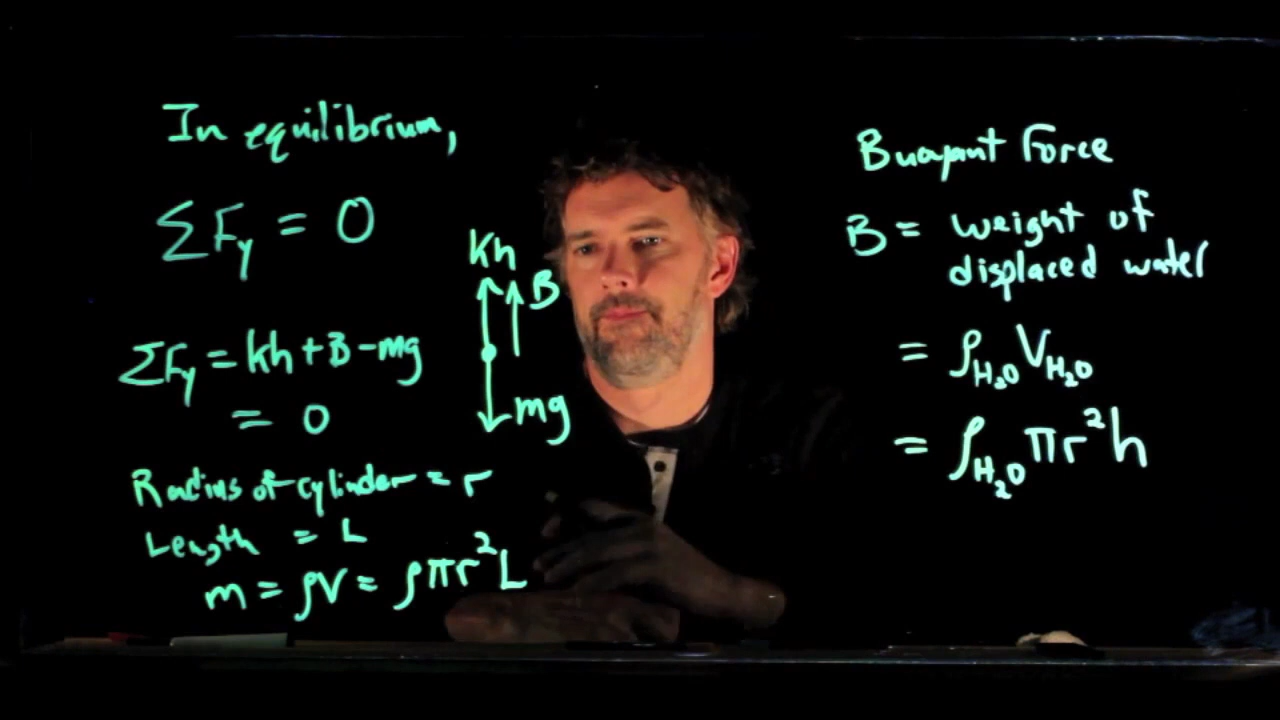 In equilibrium,
ΣFy = 0
ΣFy = kh + B - mg
= 0
Radius of cylinder = r
Length = L
m = ρV = ρπr²L
kh
B
mg
Buoyant Force
B = weight of
displaced water
= ρH₂O VH₂O
= ρH₂O πr²h